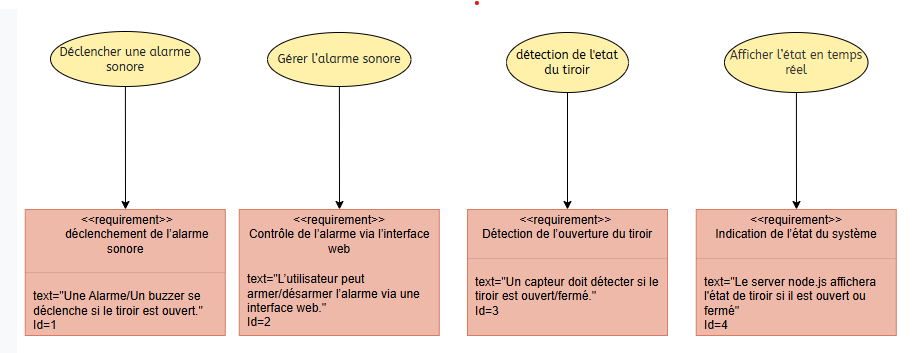 Déclencher une alarme
sonore
Gérer l'alarme sonore
détection de l'etat
du tiroir
Afficher l'état en temps
réel
<<requirement>>
déclenchement de l'alarme
sonore
text="Une Alarme/Un buzzer se
déclenche si le tiroir est ouvert."
Id=1
<<requirement>>
Contrôle de l'alarme via l'interface
web
text="L'utilisateur peut
armer/désarmer l'alarme via une
interface web."
Id=2
<<requirement>>
Détection de l'ouverture du tiroir
text="Un capteur doit détecter si le
tiroir est ouvert/fermé."
Id=3
<<requirement>>
Indication de l'état du système
text="Le server node.js affichera
l'état de tiroir si il est ouvert ou
fermé"
Id=4